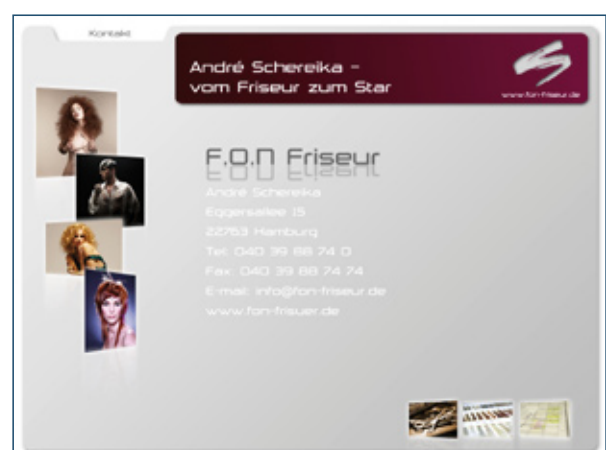 Kontakt
André Schereika –
vom Friseur zum Star
www.fon-friseur.de
F.O.N Friseur
André Schereika
Eggersallee 15
22763 Hamburg
Tel: 040 39 88 74 0
Fax: 040 39 88 74 74
E-mail: info@fon-friseur.de
www.fon-frisuer.de